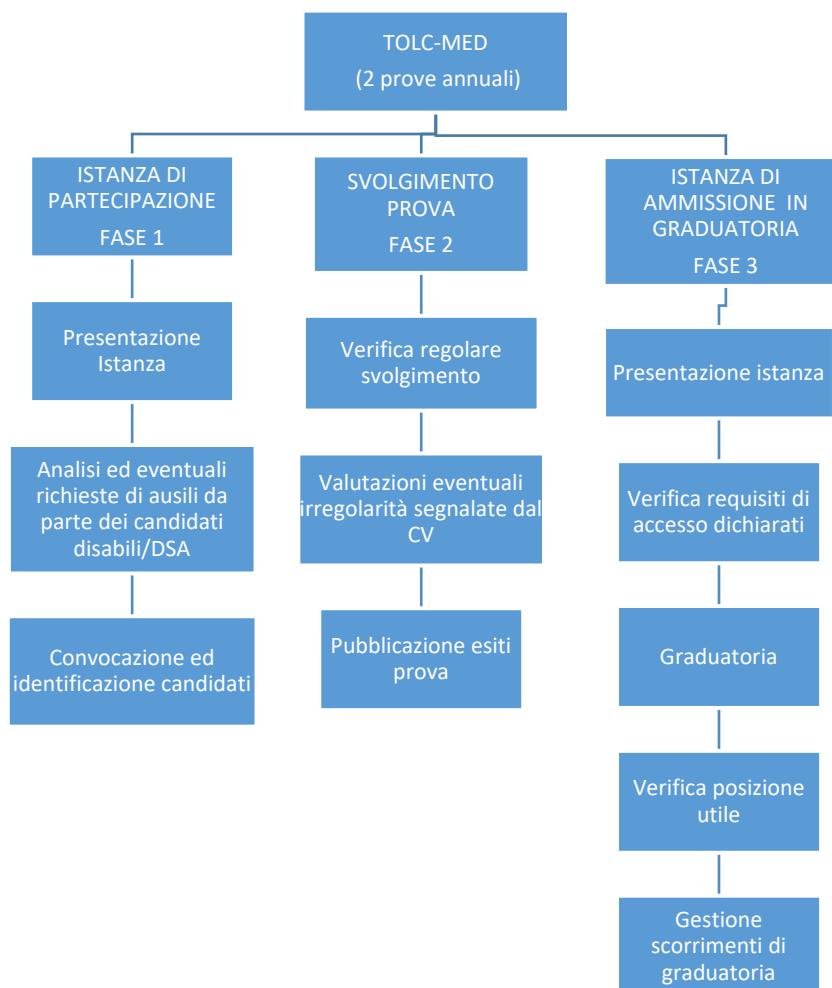 TOLC-MED
(2 prove annuali)
ISTANZA DI
PARTECIPAZIONE
FASE 1
Presentazione
Istanza
Analisi ed eventuali
richieste di ausili da
parte dei candidati
disabili/DSA
Convocazione ed
identificazione candidati
SVOLGIMENTO
PROVA
FASE 2
Verifica regolare
svolgimento
Valutazioni eventuali
irregolarità segnalate dal
CV
Pubblicazione esiti
prova
ISTANZA DI
AMMISSIONE IN
GRADUATORIA
FASE 3
Presentazione istanza
Verifica requisiti di
accesso dichiarati
Graduatoria
Verifica posizione
utile
Gestione
scorrimenti di
graduatoria